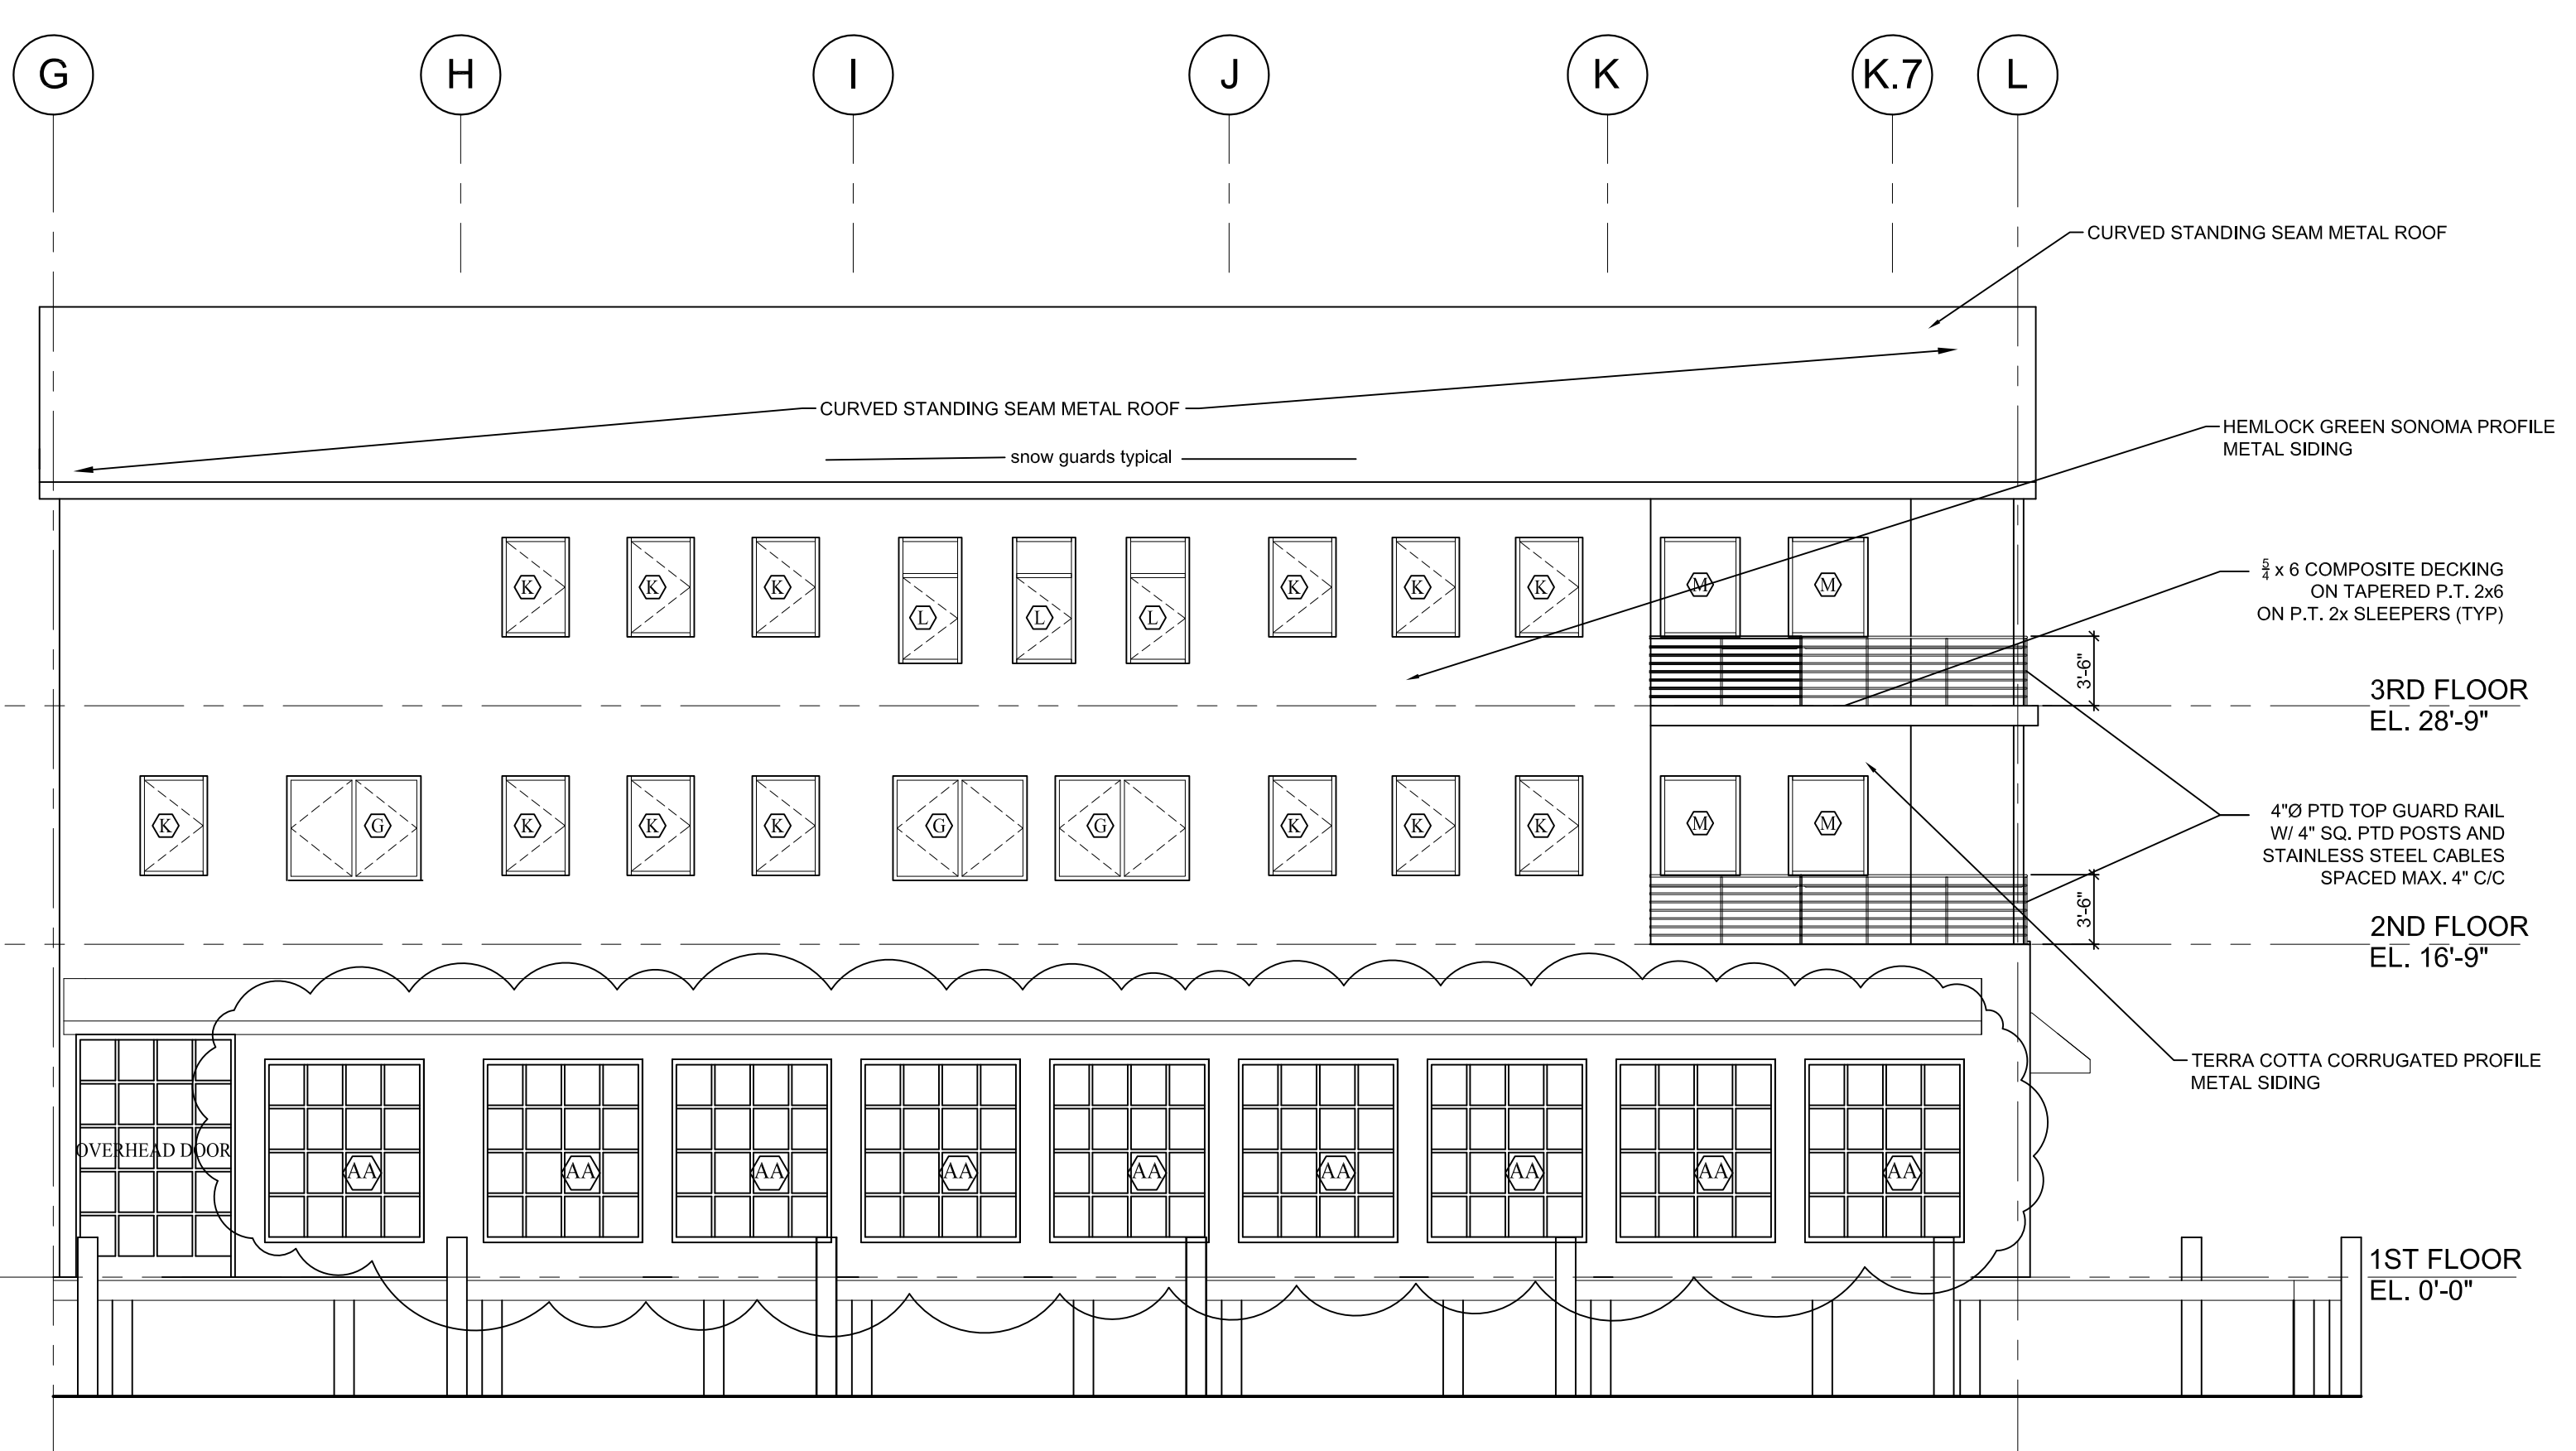 G
H
I
J
K
K.7
L
CURVED STANDING SEAM METAL ROOF
CURVED STANDING SEAM METAL ROOF
snow guards typical
HEMLOCK GREEN SONOMA PROFILE
METAL SIDING
K
K
K
L
L
L
K
K
K
M
M
5/4 x 6 COMPOSITE DECKING
ON TAPERED P.T. 2x6
ON P.T. 2x SLEEPERS (TYP)
3'-6"
3RD FLOOR
EL. 28'-9"
K
G
K
K
K
G
G
K
K
K
M
M
4"Ø PTD TOP GUARD RAIL
W/ 4" SQ. PTD POSTS AND
STAINLESS STEEL CABLES
SPACED MAX. 4" C/C
3'-6"
2ND FLOOR
EL. 16'-9"
TERRA COTTA CORRUGATED PROFILE
METAL SIDING
OVERHEAD DOOR
AA
AA
AA
AA
AA
AA
AA
AA
AA
1ST FLOOR
EL. 0'-0"